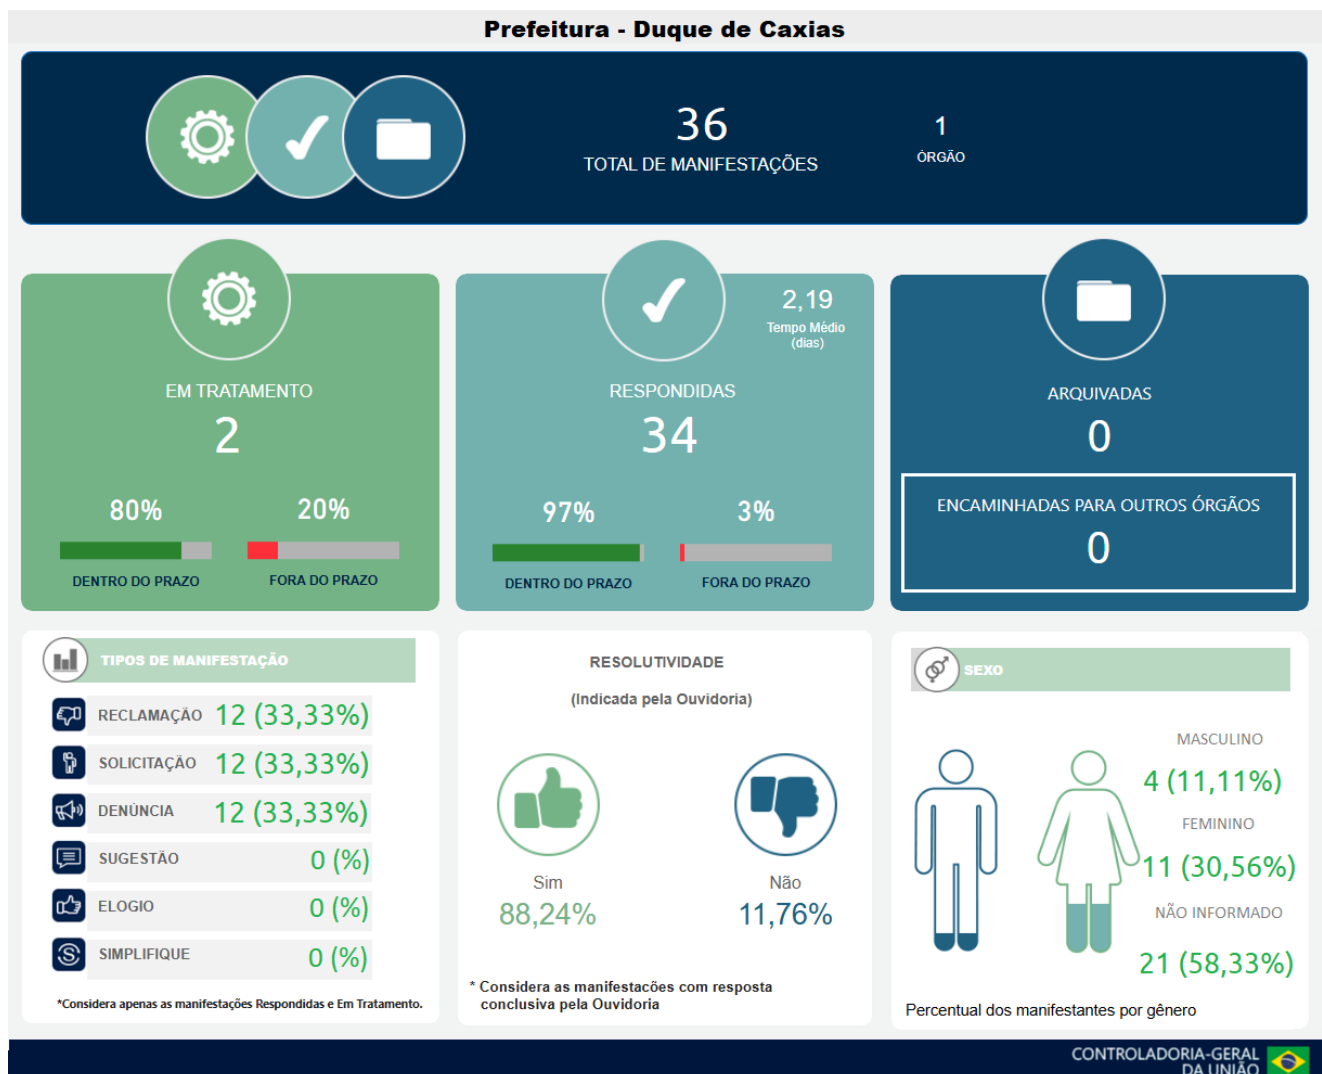 Prefeitura - Duque de Caxias
36
TOTAL DE MANIFESTAÇÕES
1
ÓRGÃO
EM TRATAMENTO
2
80%
20%
DENTRO DO PRAZO
FORA DO PRAZO
2,19
Tempo Médio
(dias)
RESPONDIDAS
34
97%
3%
DENTRO DO PRAZO
FORA DO PRAZO
ARQUIVADAS
0
ENCAMINHADAS PARA OUTROS ÓRGÃOS
0
TIPOS DE MANIFESTAÇÃO
RECLAMAÇÃO 12 (33,33%)
SOLICITAÇÃO 12 (33,33%)
DENÚNCIA 12 (33,33%)
SUGESTÃO 0 (%)
ELOGIO 0 (%)
SIMPLIFIQUE 0 (%)
*Considera apenas as manifestações Respondidas e Em Tratamento.
RESOLUTIVIDADE
(Indicada pela Ouvidoria)
Sim
88,24%
Não
11,76%
* Considera as manifestacões com resposta
conclusiva pela Ouvidoria
SEXO
MASCULINO
4 (11,11%)
FEMININO
11 (30,56%)
NÃO INFORMADO
21 (58,33%)
Percentual dos manifestantes por gênero
CONTROLADORIA-GERAL
DA UNIÃO